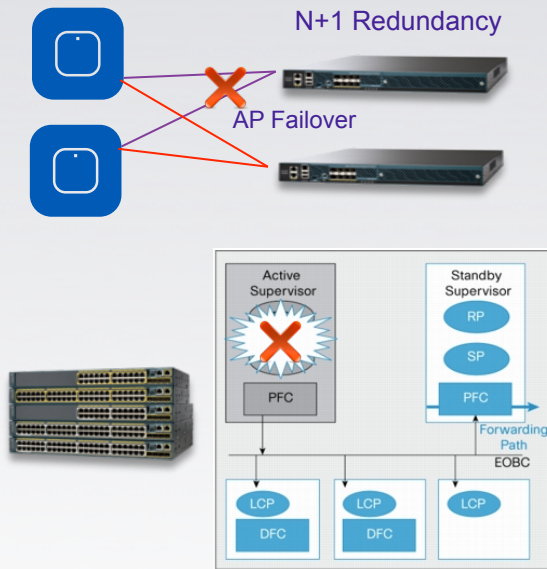 N+1 Redundancy
AP Failover
Active
Supervisor
PFC
Standby
Supervisor
RP
SP
PFC
Forwarding
Path
EOBC
LCP
DFC
LCP
DFC
LCP